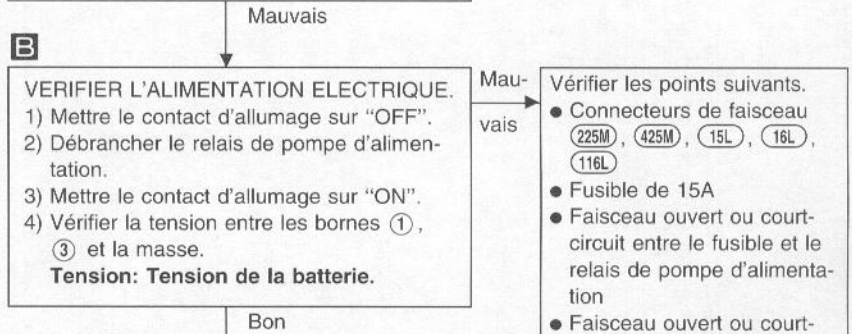 Mauvais
B
VERIFIER L'ALIMENTATION ELECTRIQUE.
1) Mettre le contact d'allumage sur "OFF".
2) Débrancher le relais de pompe d'alimen-
tation.
3) Mettre le contact d'allumage sur "ON".
4) Vérifier la tension entre les bornes ①,
③ et la masse.
Tension: Tension de la batterie.
Bon
Mau-
vais
Vérifier les points suivants.
● Connecteurs de faisceau
225M, 425M, 15L, 16L,
116L
● Fusible de 15A
● Faisceau ouvert ou court-
circuit entre le fusible et le
relais de pompe d'alimenta-
tion
● Faisceau ouvert ou court-